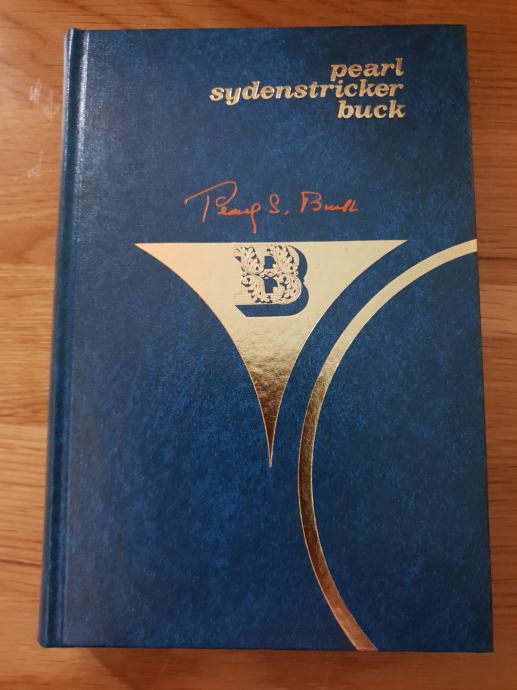 pearl
sydenstricker
buck
Pearl S. Buck
B